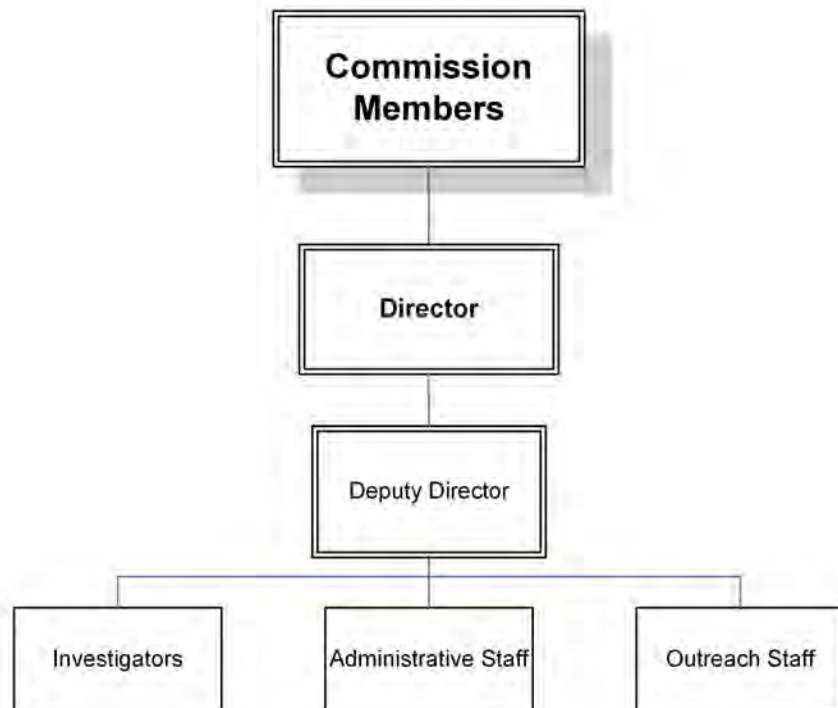 Commission
Members
Director
Deputy Director
Investigators
Administrative Staff
Outreach Staff